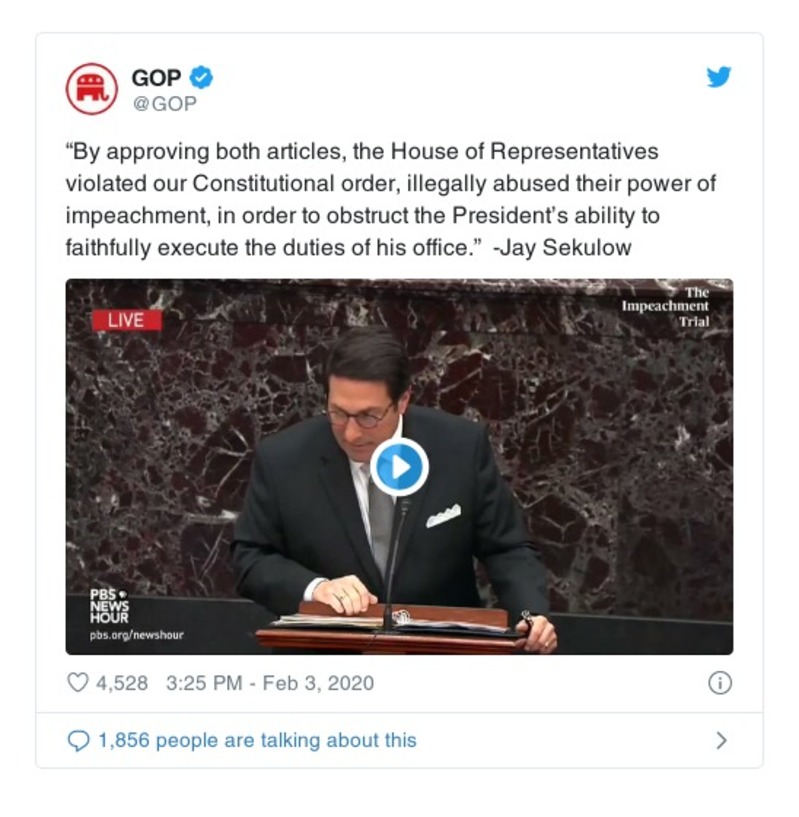 GOP
@GOP
“By approving both articles, the House of Representatives
violated our Constitutional order, illegally abused their power of
impeachment, in order to obstruct the President’s ability to
faithfully execute the duties of his office.”  -Jay Sekulow
LIVE
The
Impeachment
Trial
PBS
NEWS
HOUR
pbs.org/newshour
4,528 3:25 PM - Feb 3, 2020
1,856 people are talking about this